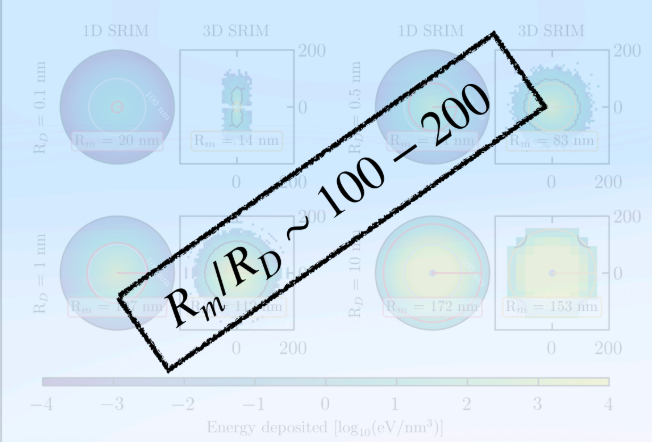 1D SRIM 3D SRIM 1D SRIM 3D SRIM
200
0
200
0
R_D = 0.1 nm
100 nm
R_m = 20 nm
R_m = 14 nm
0 200
0.5 nm
R_m = 83 nm
0 200
R_m/R_D ~ 100 − 200
R_D = 1 nm
0 200
R_D = 10
200
0
R_m = 172 nm
R_m = 153 nm
0 200
−4 −3 −2 −1 0 1 2 3 4
Energy deposited [log₁₀(eV/nm³)]